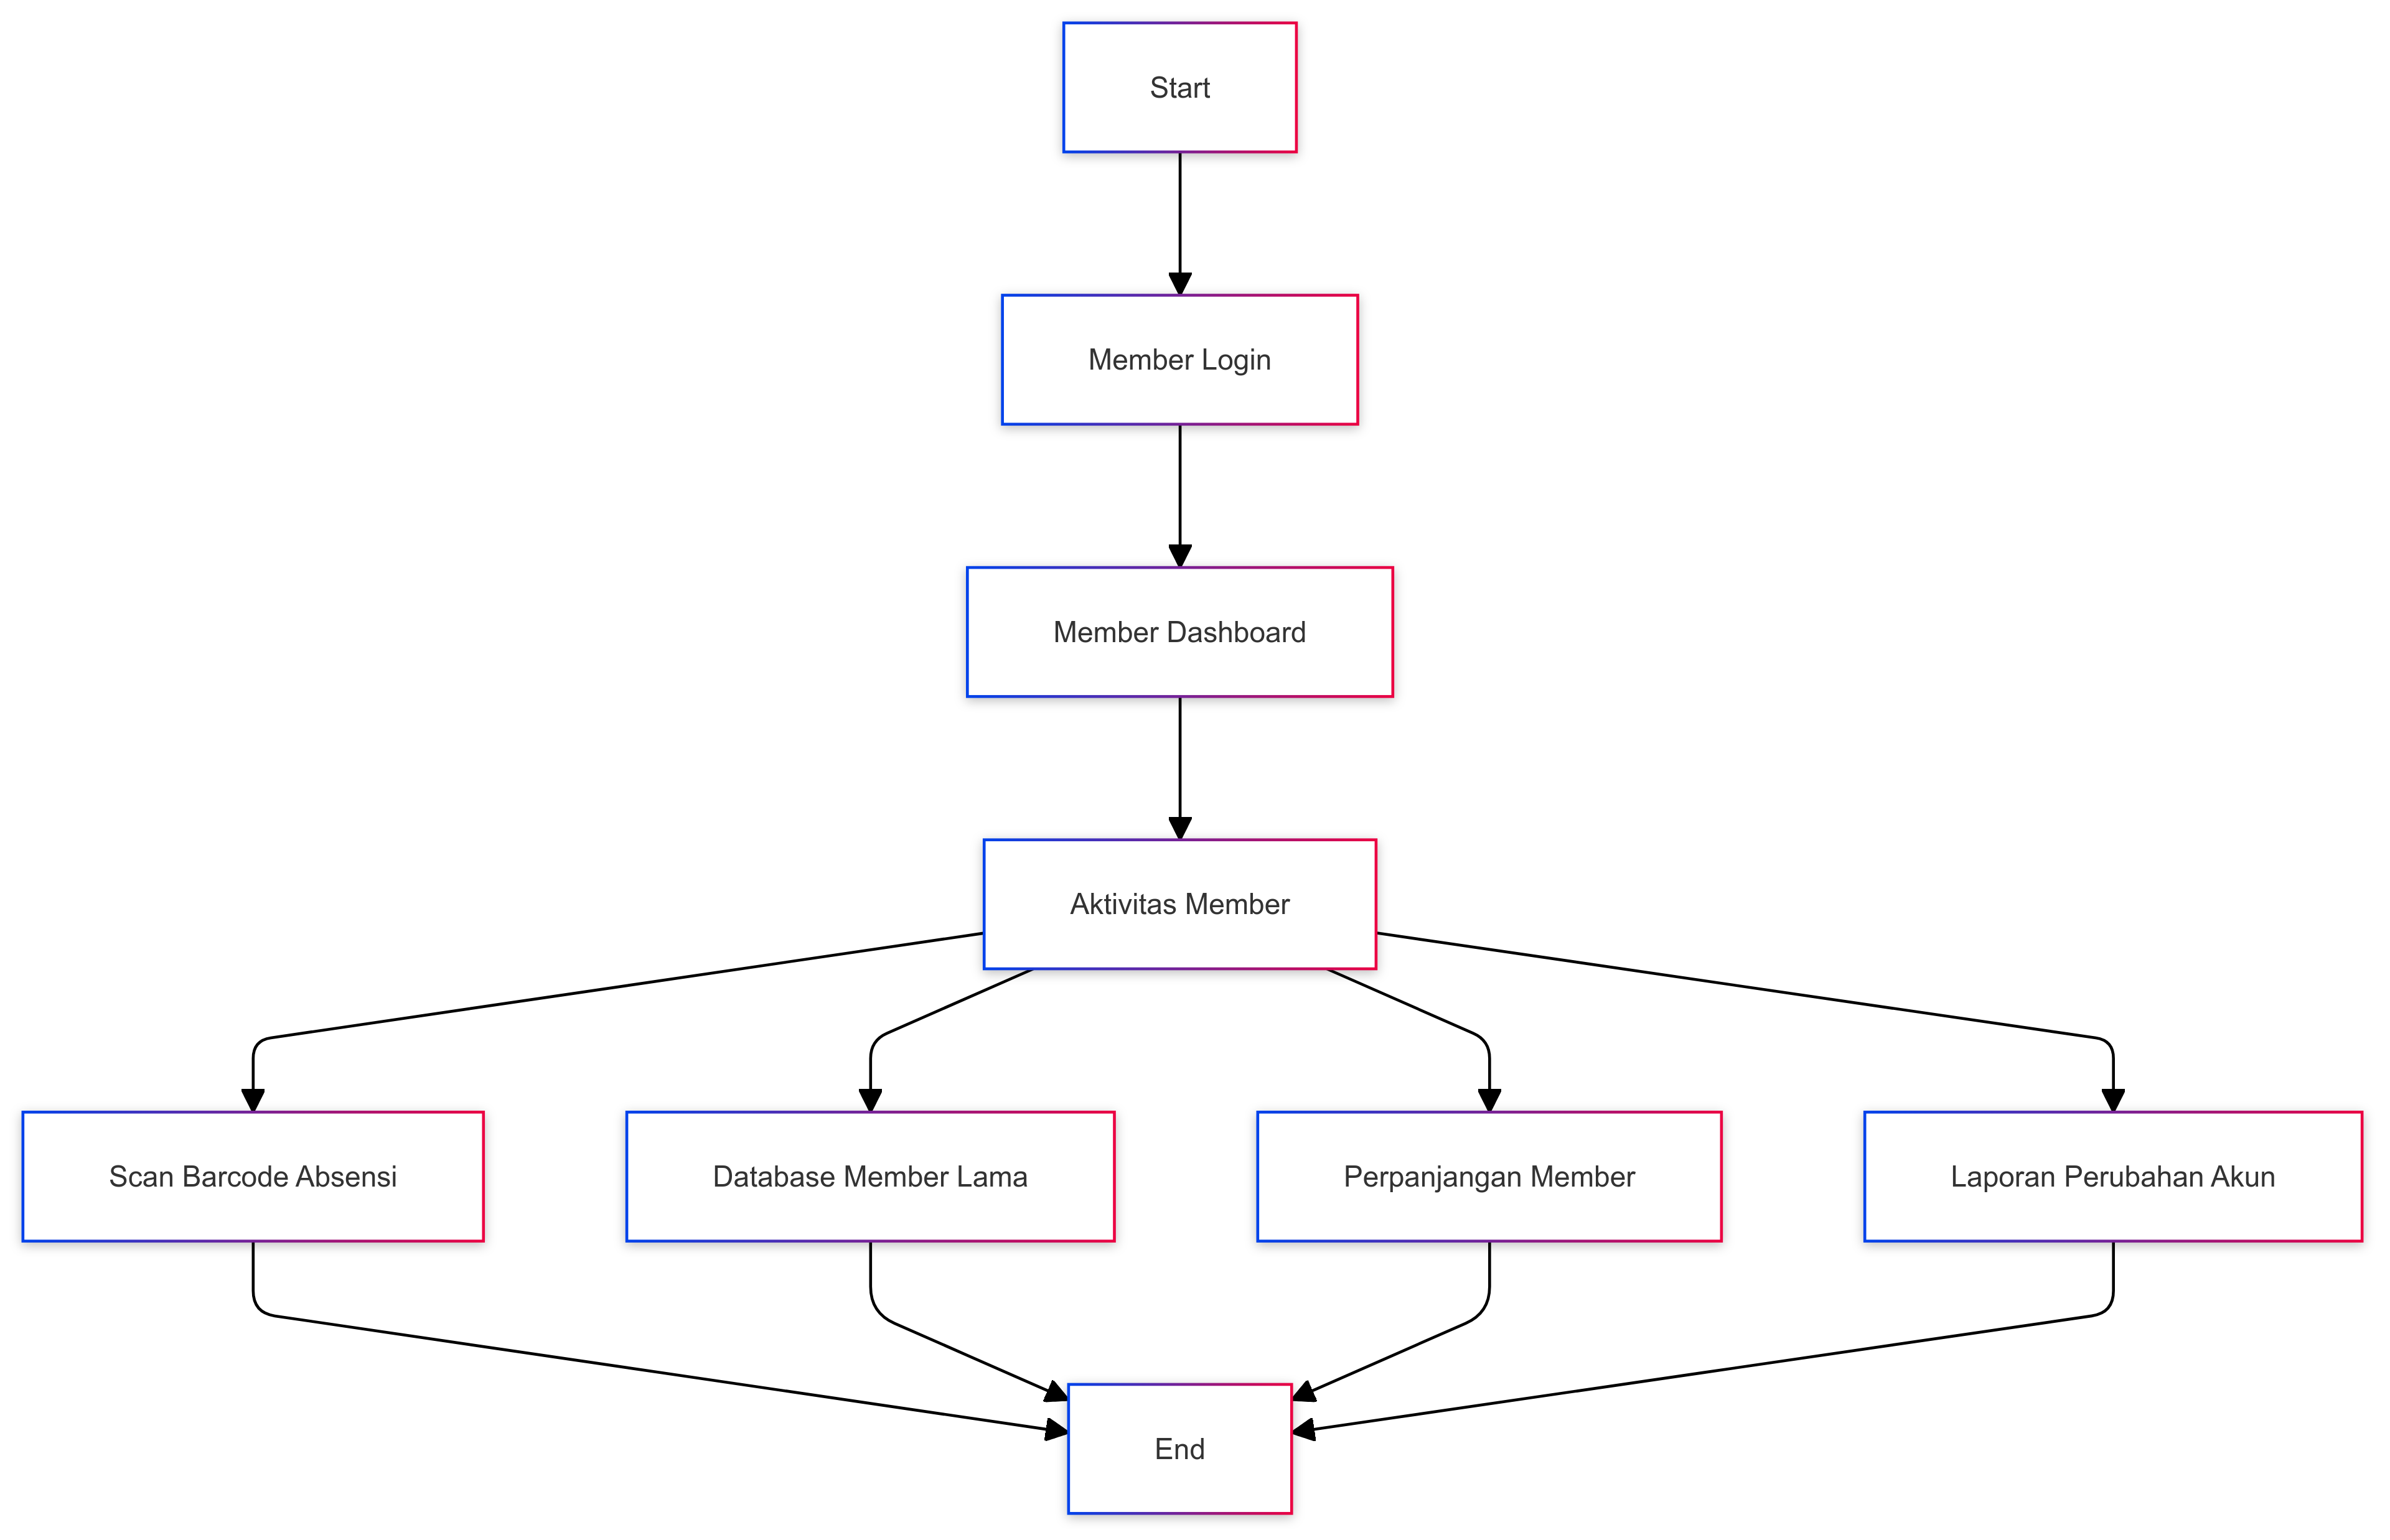 Start
Member Login
Member Dashboard
Aktivitas Member
Scan Barcode Absensi
Database Member Lama
Perpanjangan Member
Laporan Perubahan Akun
End